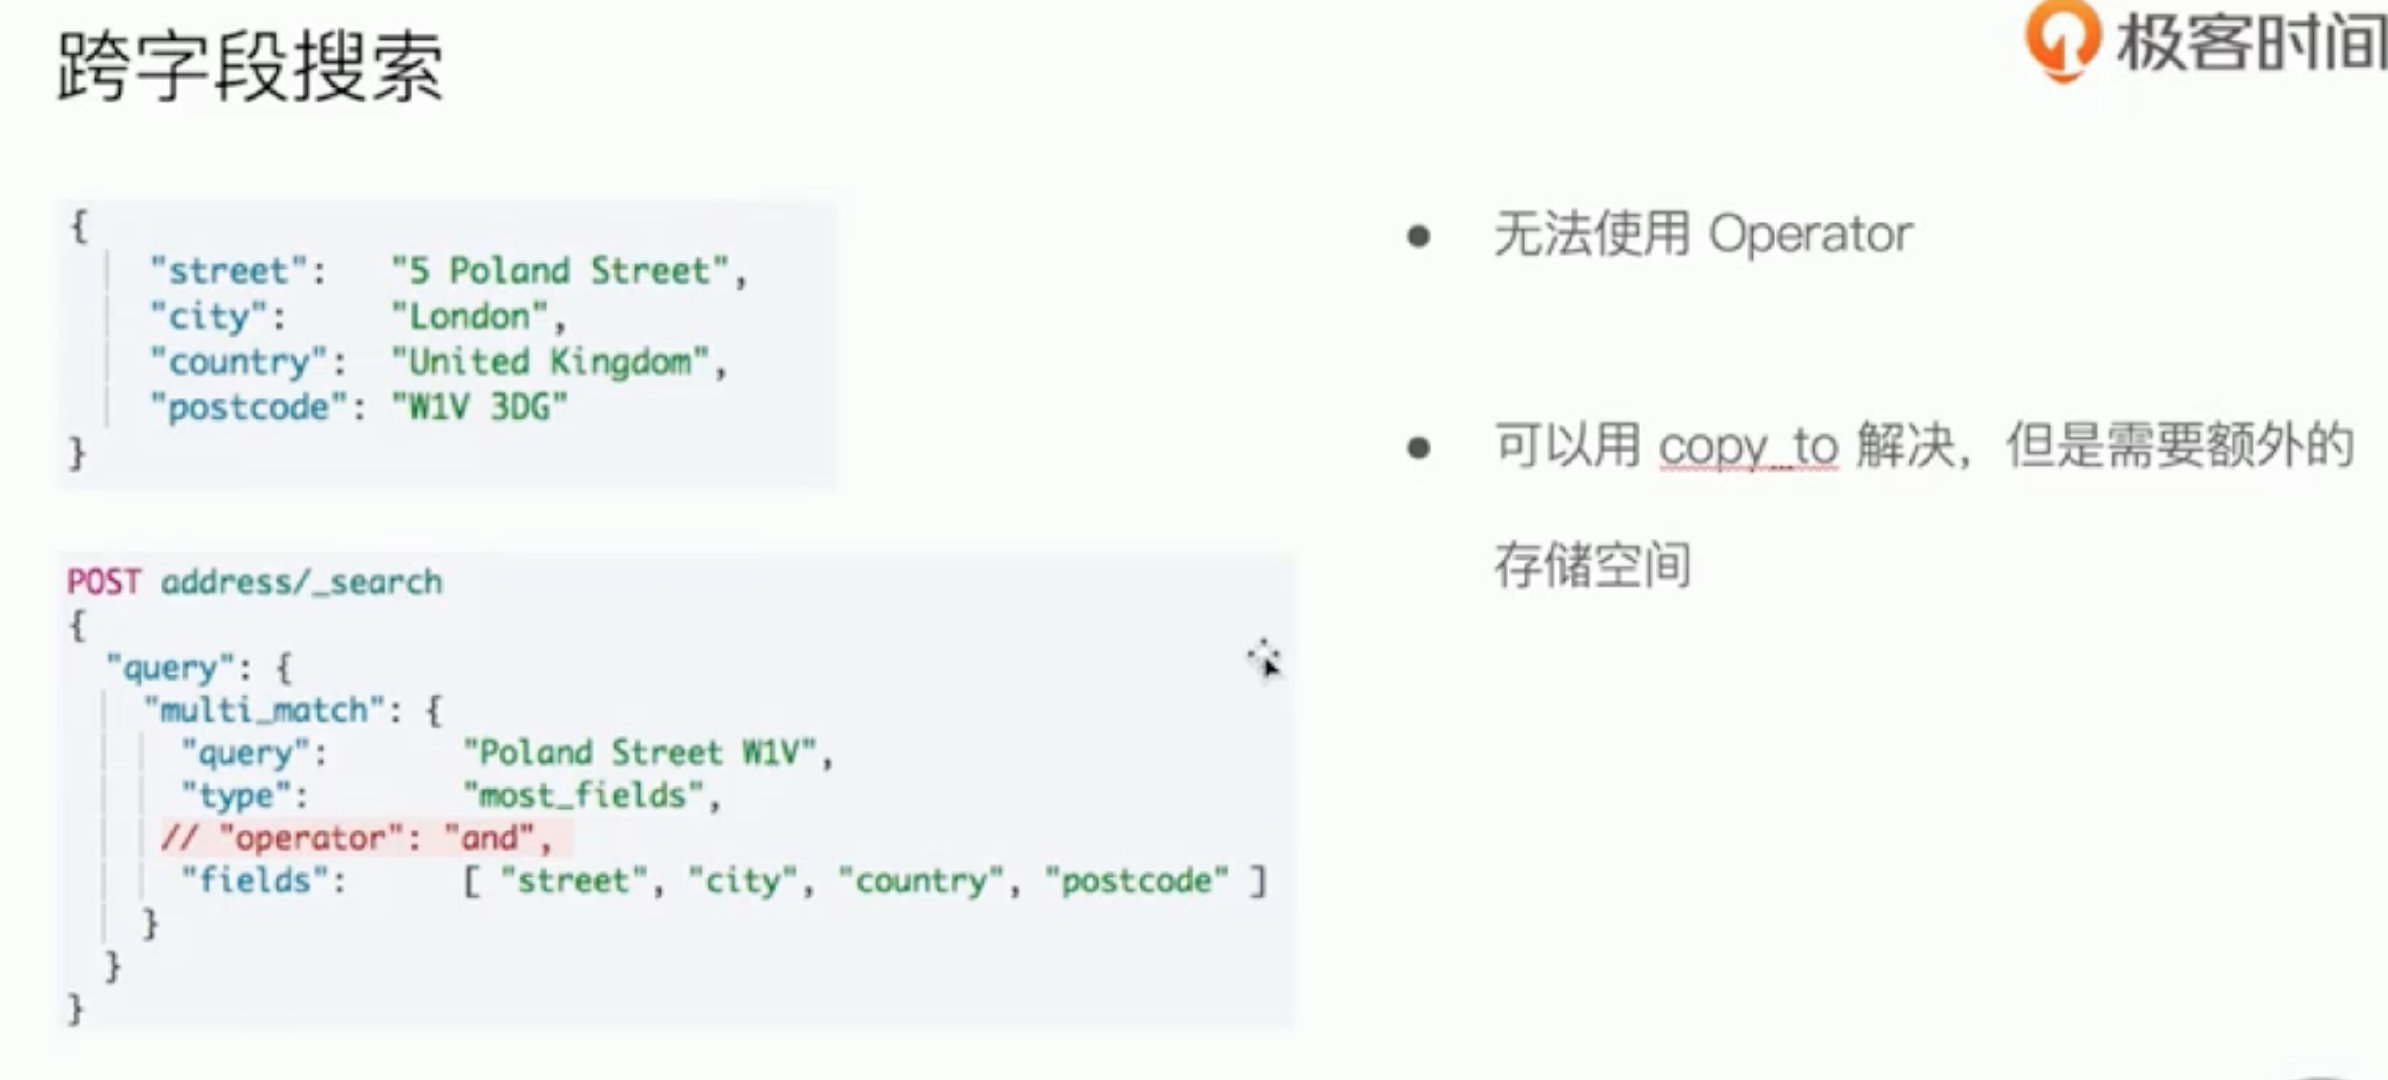 跨字段搜索
极客时间
{
"street": "5 Poland Street",
"city": "London",
"country": "United Kingdom",
"postcode": "W1V 3DG"
}
POST address/_search
{
"query": {
"multi_match": {
"query": "Poland Street W1V",
"type": "most_fields",
// "operator": "and",
"fields": [ "street", "city", "country", "postcode" ]
}
}
}
● 无法使用 Operator
● 可以用 copy_to 解决，但是需要额外的
存储空间